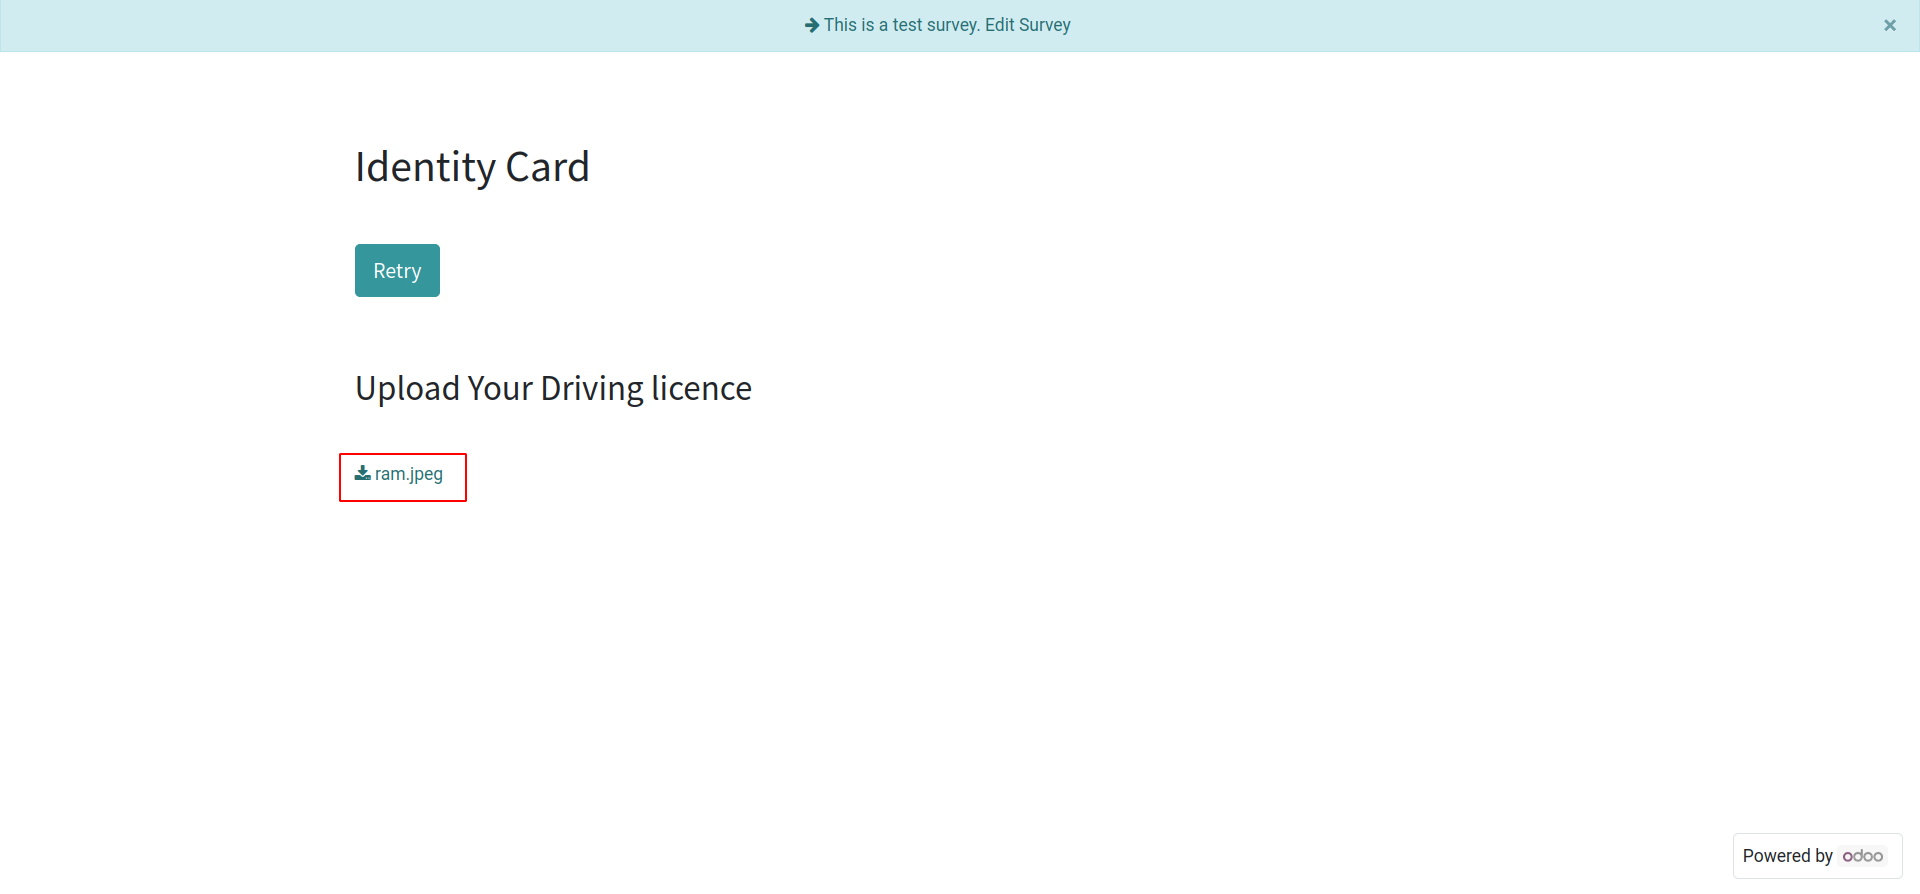 This is a test survey. Edit Survey
×
Identity Card
Retry
Upload Your Driving licence
ram.jpeg
Powered by odoo